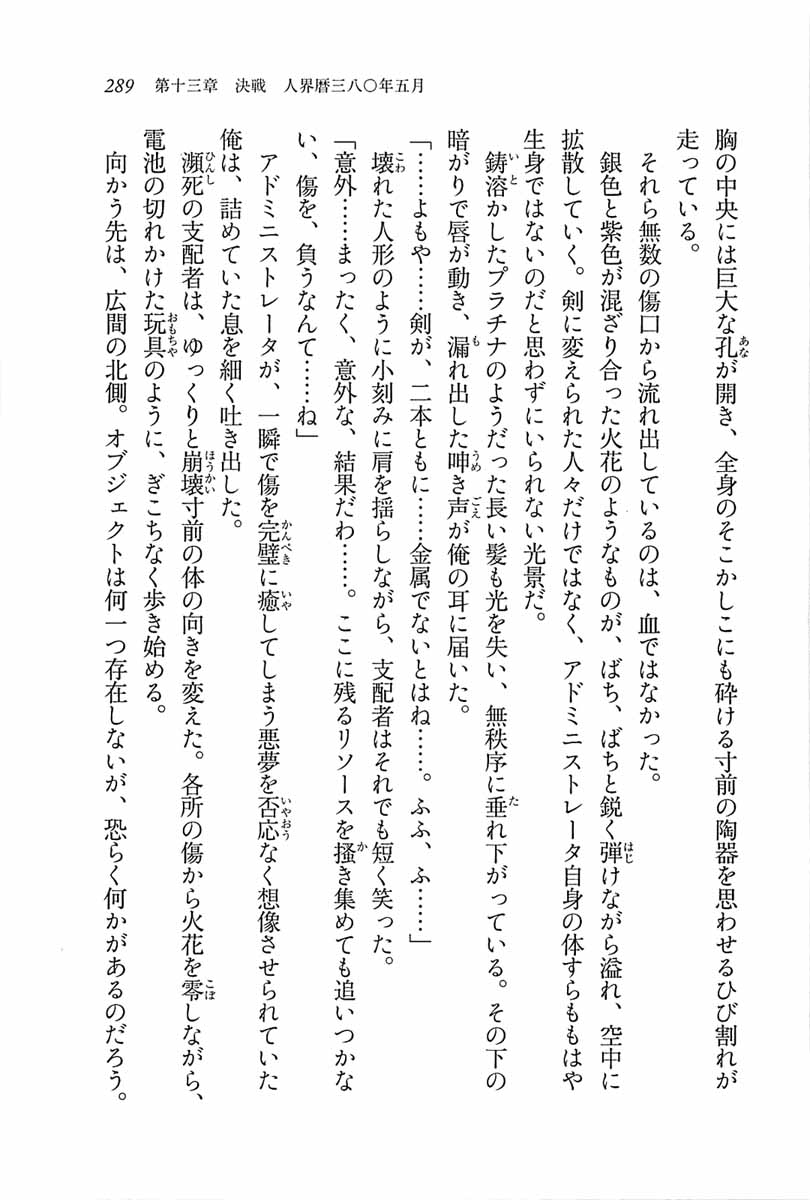 289 第十三章 決戦 人界暦三八〇年五月
胸の中央には巨大な孔が開き、全身のそこかしこにも砕ける寸前の陶器を思わせるひび割れが
走っている。
それら無数の傷口から流れ出しているのは、血ではなかった。
銀色と紫色が混ざり合った火花のようなものが、ばち、ばちと鋭く弾けながら溢れ、空中に
拡散していく。剣に変えられた人々だけではなく、アドミニストレータ自身の体すらももはや
生身ではないのだと思わずにいられない光景だ。
鋳溶かしたプラチナのようだった長い髪も光を失い、無秩序に垂れ下がっている。その下の
暗がりで唇が動き、漏れ出した呻き声が俺の耳に届いた。
「……よもや……剣が、二本ともに……金属でないとはね……。ふふ、ふ……」
壊れた人形のように小刻みに肩を揺らしながら、支配者はそれでも短く笑った。
「意外……まったく、意外な、結果だわ……。ここに残るリソースを掻き集めても追いつかな
い、傷を、負うなんて……ね」
アドミニストレータが、一瞬で傷を完璧に癒してしまう悪夢を否応なく想像させられていた
俺は、詰めていた息を細く吐き出した。
瀕死の支配者は、ゆっくりと崩壊寸前の体の向きを変えた。各所の傷から火花を零しながら、
電池の切れかけた玩具のように、ぎこちなく歩き始める。
向かう先は、広間の北側。オブジェクトは何一つ存在しないが、恐らく何かがあるのだろう。